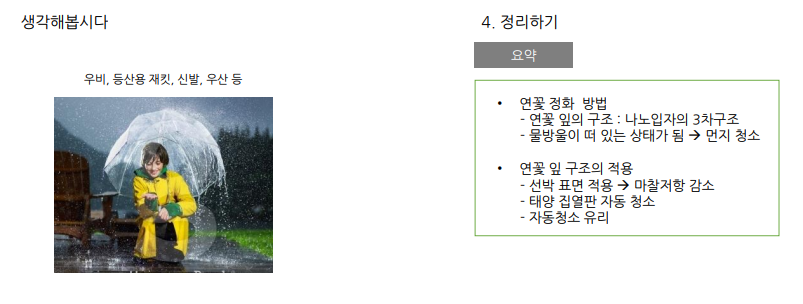 생각해봅시다
우비, 등산용 재킷, 신발, 우산 등
4. 정리하기
요약
• 연꽃 정화 방법
- 연꽃 잎의 구조 : 나노입자의 3차구조
- 물방울이 떠 있는 상태가 됨 → 먼지 청소
• 연꽃 잎 구조의 적용
- 선박 표면 적용 → 마찰저항 감소
- 태양 집열판 자동 청소
- 자동청소 유리